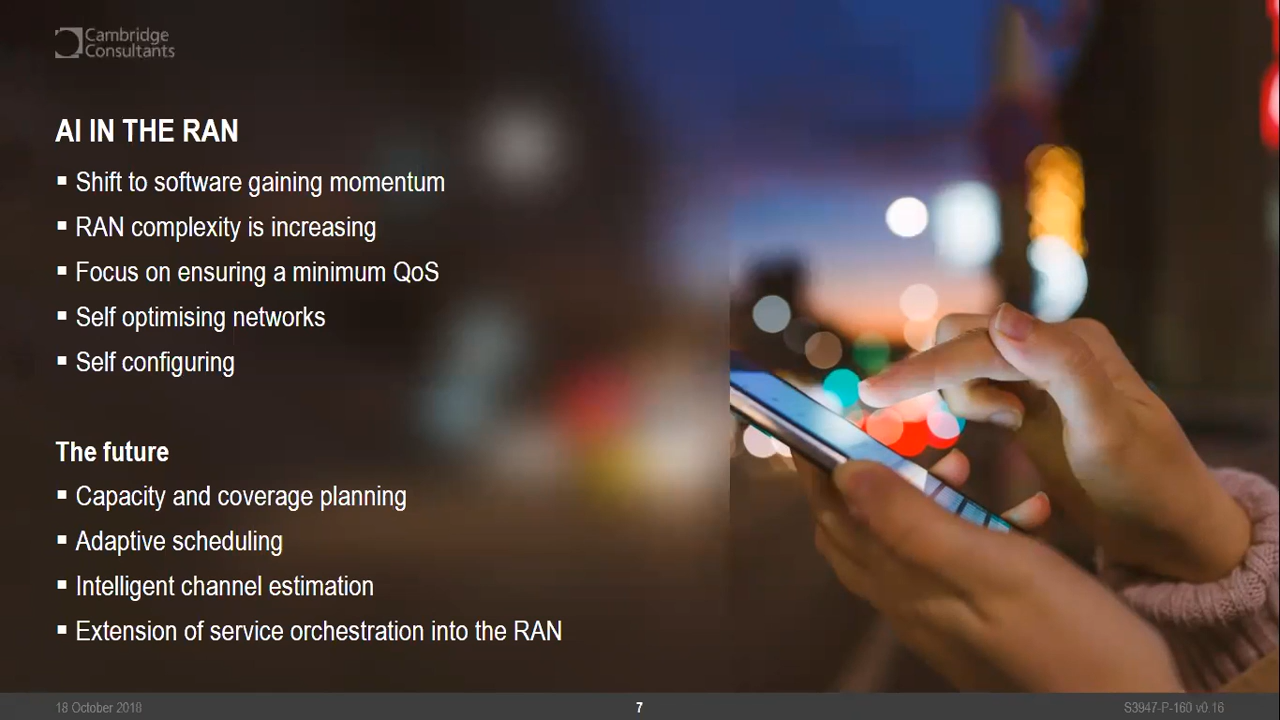 Cambridge
Consultants
AI IN THE RAN
▪ Shift to software gaining momentum
▪ RAN complexity is increasing
▪ Focus on ensuring a minimum QoS
▪ Self optimising networks
▪ Self configuring
The future
▪ Capacity and coverage planning
▪ Adaptive scheduling
▪ Intelligent channel estimation
▪ Extension of service orchestration into the RAN
18 October 2018
7
S3947-P-160 v0.16